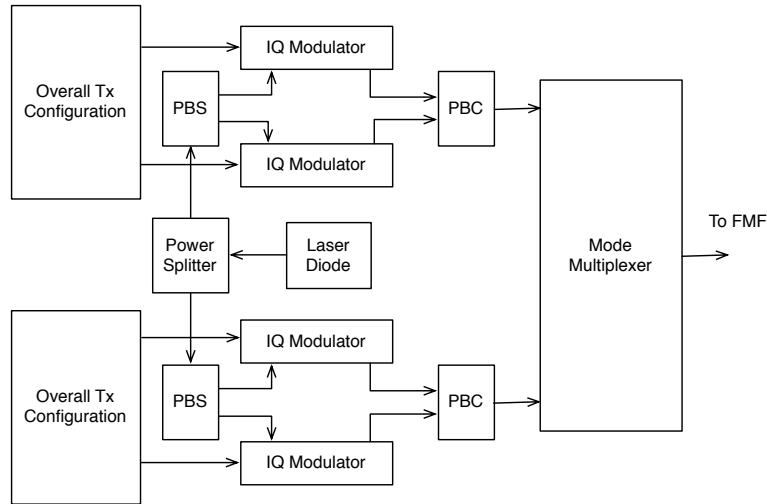 IQ Modulator
Overall Tx
Configuration
PBS
PBC
IQ Modulator
To FMF
Power
Splitter
Laser
Diode
Mode
Multiplexer
IQ Modulator
Overall Tx
Configuration
PBS
PBC
IQ Modulator